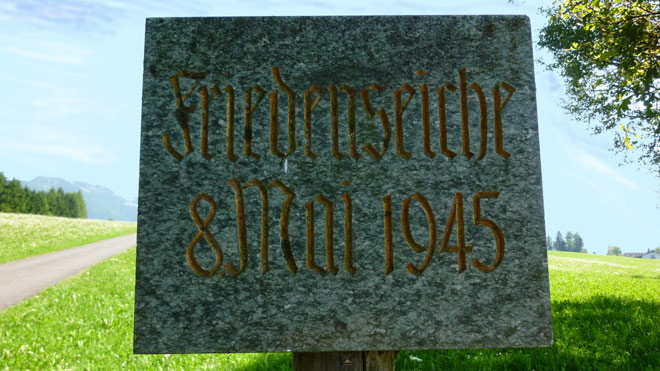 Friedenseiche
8. Mai 1945